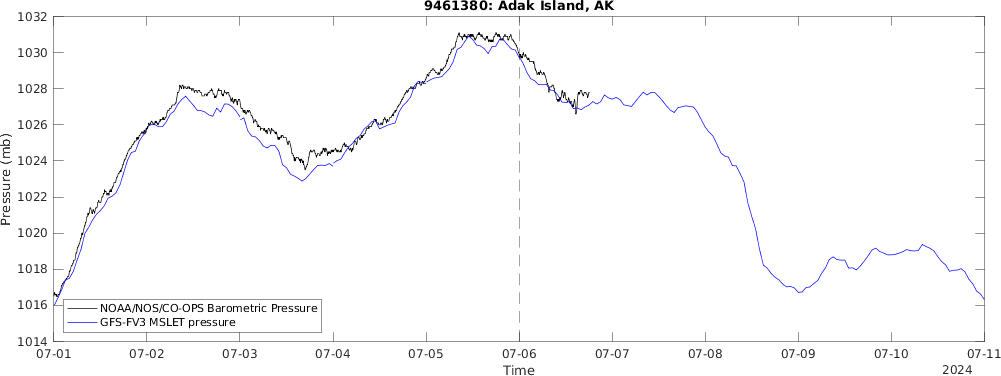 9461380: Adak Island, AK
1032
1030
1028
1026
1024
1022
1020
1018
1016
1014
Pressure (mb)
NOAA/NOS/CO-OPS Barometric Pressure
GFS-FV3 MSLET pressure
07-01 07-02 07-03 07-04 07-05 07-06 07-07 07-08 07-09 07-10 07-11
Time
2024